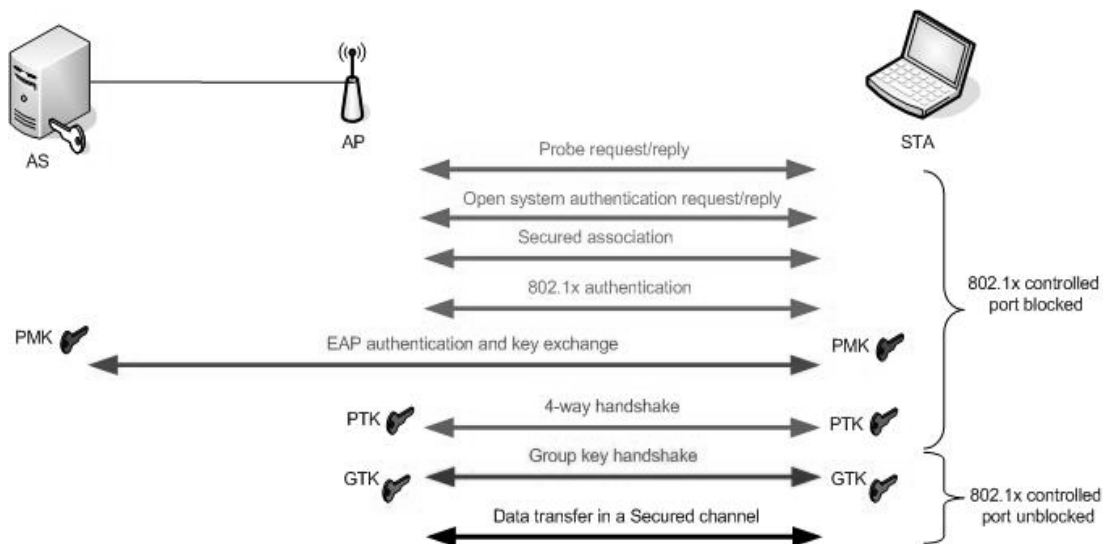 AS
AP
STA
Probe request/reply
Open system authentication request/reply
Secured association
802.1x authentication
802.1x controlled
port blocked
PMK
EAP authentication and key exchange
PMK
4-way handshake
PTK
PTK
Group key handshake
GTK
GTK
802.1x controlled
port unblocked
Data transfer in a Secured channel